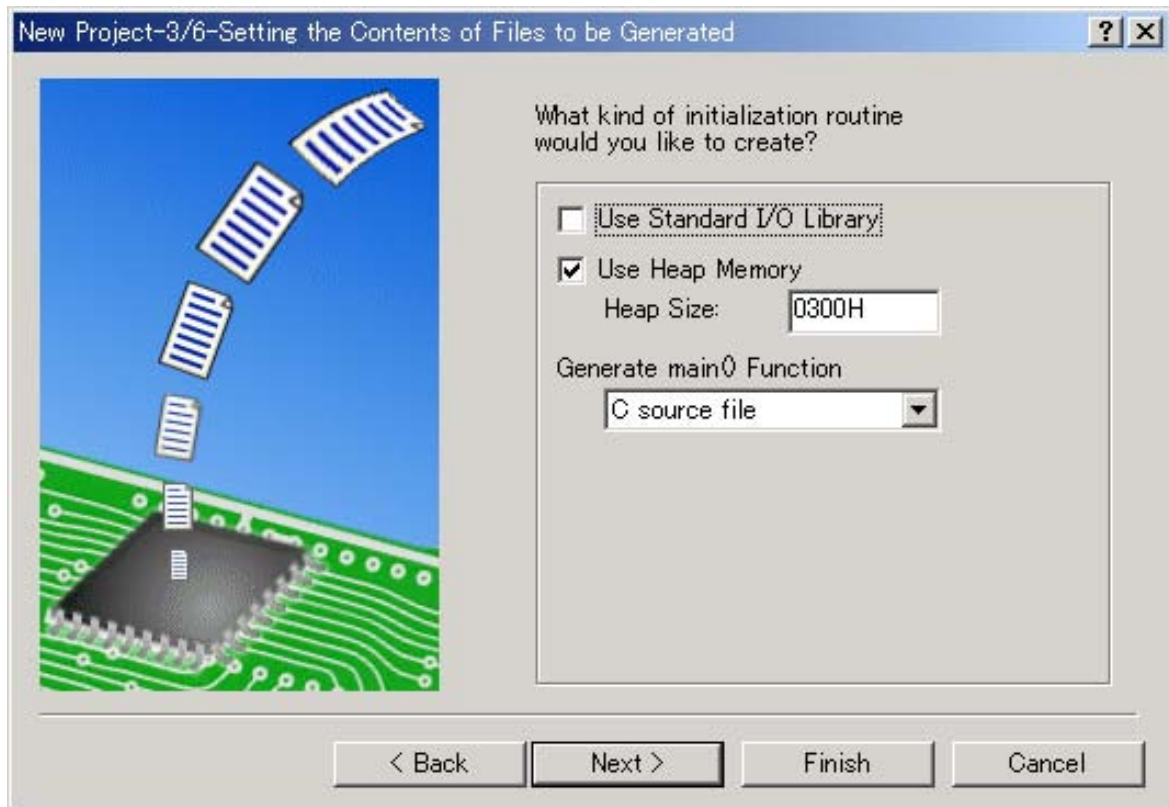 New Project-3/6-Setting the Contents of Files to be Generated
What kind of initialization routine
would you like to create?
Use Standard I/O Library
Use Heap Memory
Heap Size: 0300H
Generate main() Function
C source file
< Back Next > Finish Cancel